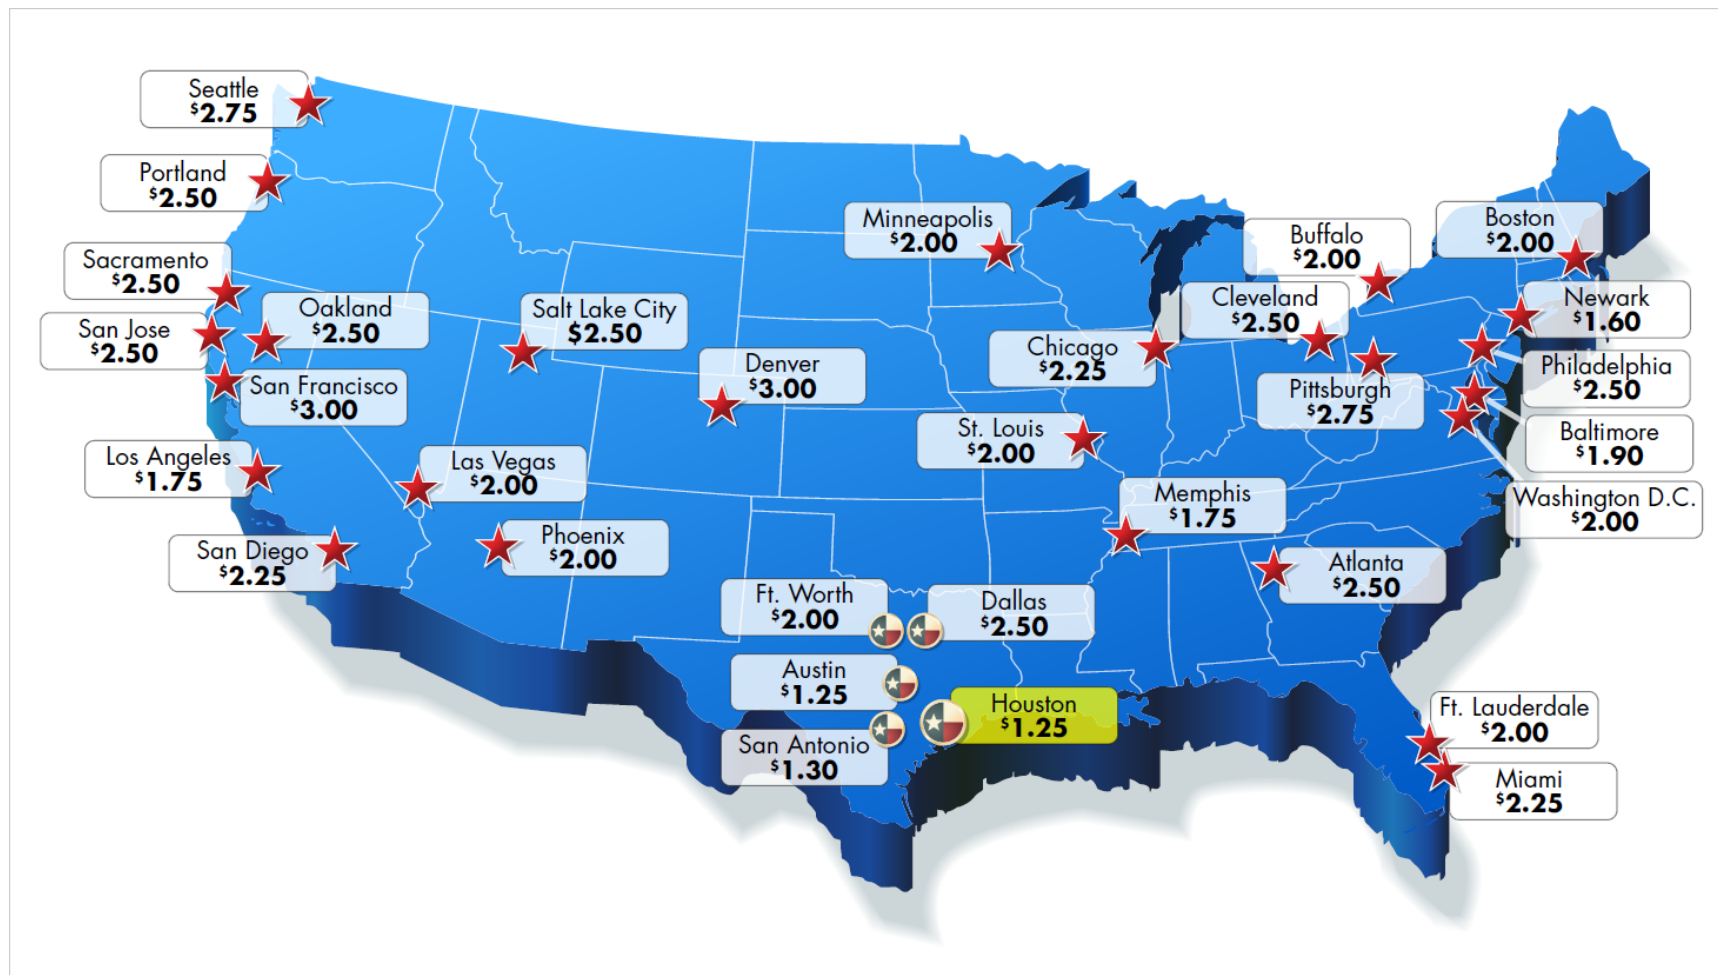 Seattle
$2.75
Portland
$2.50
Sacramento
$2.50
Oakland
$2.50
San Jose
$2.50
San Francisco
$3.00
Los Angeles
$1.75
San Diego
$2.25
Las Vegas
$2.00
Phoenix
$2.00
Salt Lake City
$2.50
Denver
$3.00
Minneapolis
$2.00
Chicago
$2.25
St. Louis
$2.00
Memphis
$1.75
Ft. Worth
$2.00
Dallas
$2.50
Austin
$1.25
Houston
$1.25
San Antonio
$1.30
Buffalo
$2.00
Cleveland
$2.50
Pittsburgh
$2.75
Boston
$2.00
Newark
$1.60
Philadelphia
$2.50
Baltimore
$1.90
Washington D.C.
$2.00
Atlanta
$2.50
Ft. Lauderdale
$2.00
Miami
$2.25